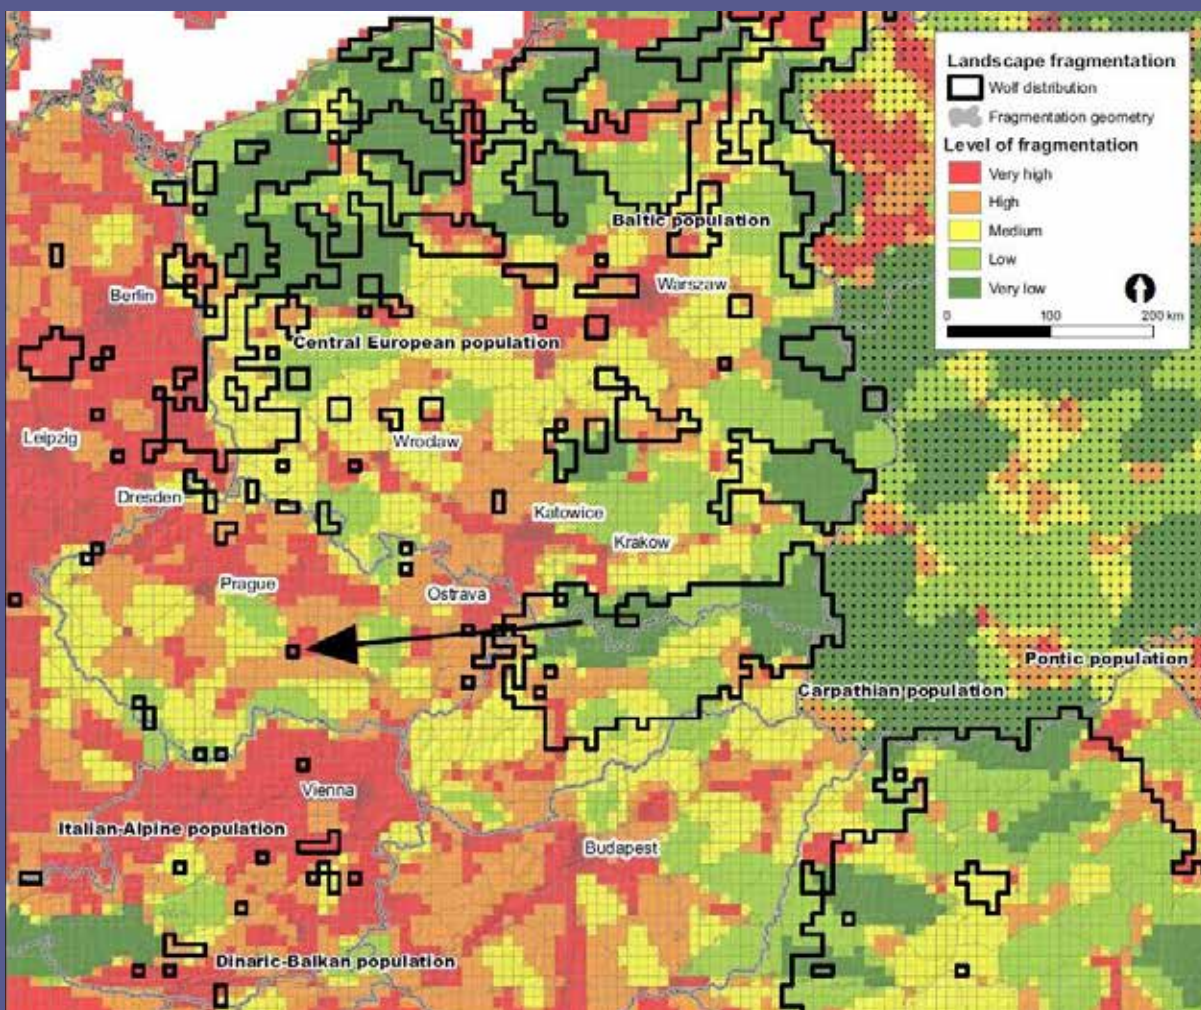 Landscape fragmentation
Wolf distribution
Fragmentation geometry
Level of fragmentation
Very high
High
Medium
Low
Very low
0 100 200 km
Baltic population
Warszaw
Berlin
Central European population
Leipzig
Wroclaw
Dresden
Katowice
Krakow
Prague
Ostrava
Pontic population
Carpathian population
Vienna
Italian-Alpine population
Budapest
Dinaric-Balkan population